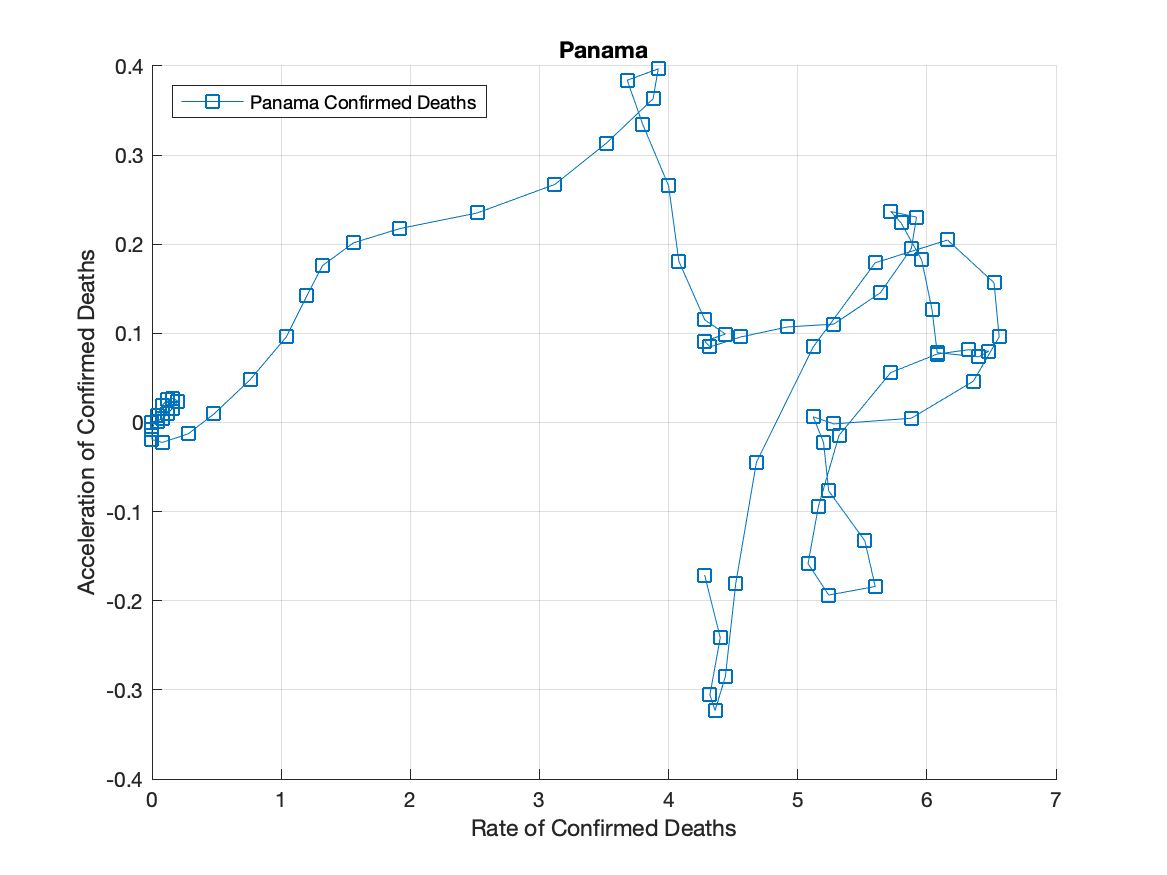 Panama
Panama Confirmed Deaths
Acceleration of Confirmed Deaths
0.4
0.3
0.2
0.1
0
-0.1
-0.2
-0.3
-0.4
0 1 2 3 4 5 6 7
Rate of Confirmed Deaths